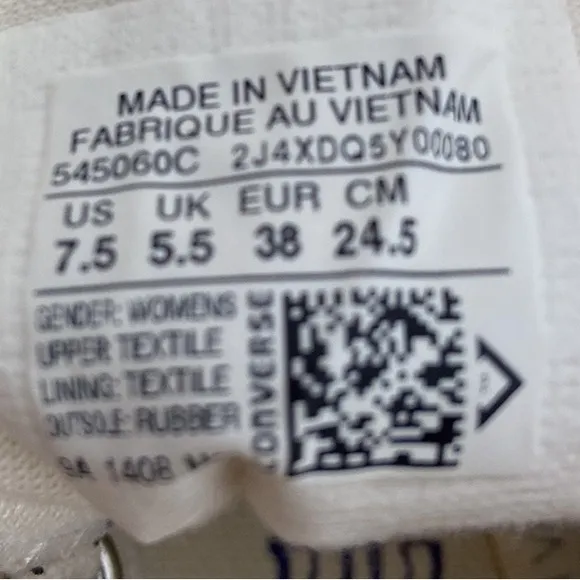 MADE IN VIETNAM
FABRIQUE AU VIETNAM
545060C 2J4XDQ5Y00080
US UK EUR CM
7.5 5.5 38 24.5
GENDER: WOMENS
UPPER: TEXTILE
LINING: TEXTILE
OUTSOLE: RUBBER
CONVERSE
1408